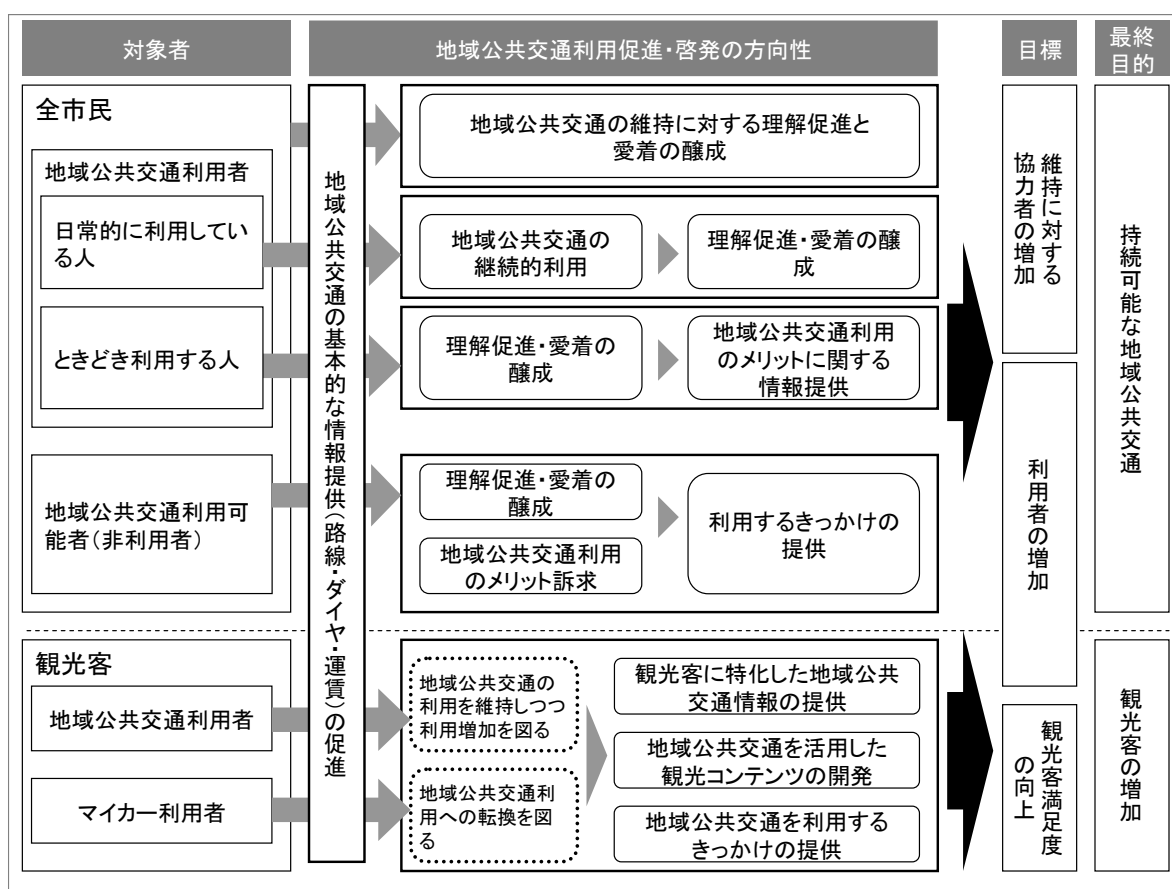 対象者
地域公共交通利用促進・啓発の方向性
目標
最終
目的
全市民
地域公共交通利用者
日常的に利用してい
る人
ときどき利用する人
地域公共交通利用可
能者(非利用者)
地域公共交通の基本的な情報提供(路線・ダイヤ・運賃)の促進
地域公共交通の維持に対する理解促進と
愛着の醸成
地域公共交通の
継続的利用
理解促進・愛着の醸
成
理解促進・愛着の
醸成
地域公共交通利用
のメリットに関する
情報提供
理解促進・愛着の
醸成
地域公共交通利用
のメリット訴求
利用するきっかけの
提供
維持に対する
協力者の増加
利用者の増加
持続可能な地域公共交通
観光客
地域公共交通利用者
マイカー利用者
地域公共交通の
利用を維持しつつ
利用増加を図る
地域公共交通利
用への転換を図
る
観光客に特化した地域公共
交通情報の提供
地域公共交通を活用した
観光コンテンツの開発
地域公共交通を利用する
きっかけの提供
観光客満足度
の向上
観光客の増加